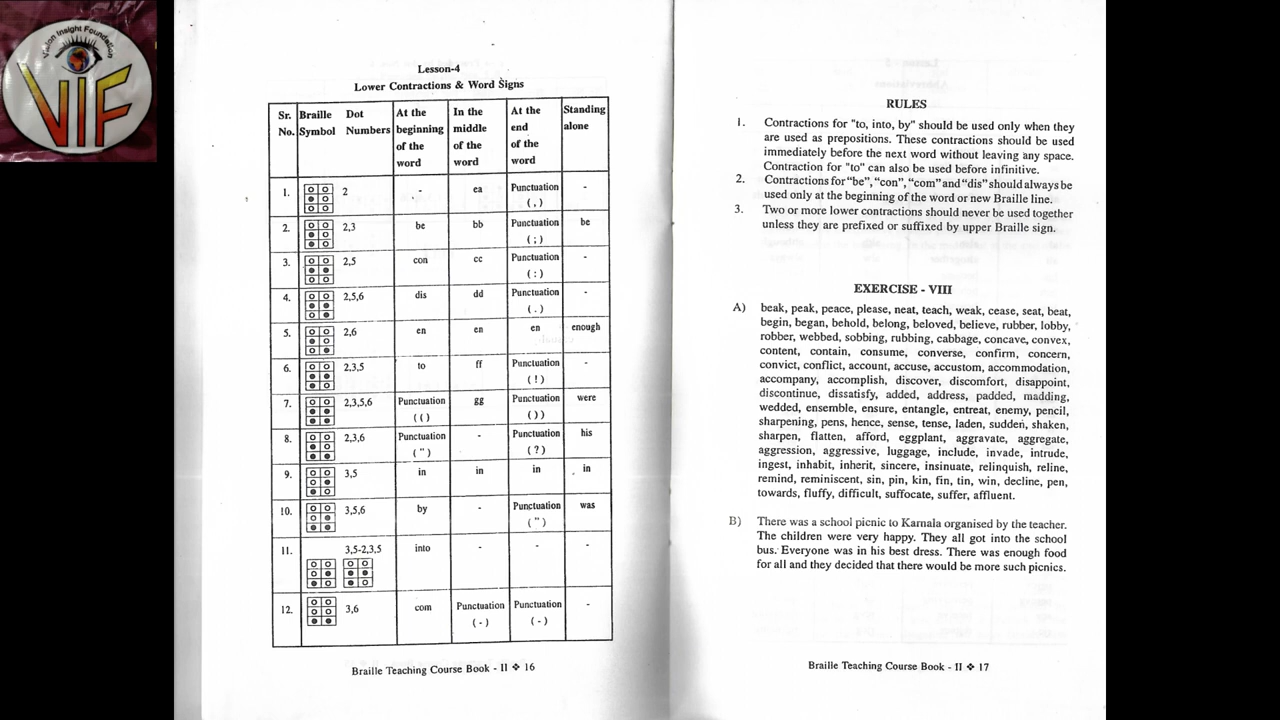 Vision Insight Foundation
VIF
Lesson-4
Lower Contractions & Word Signs
Sr. No. Braille Symbol Dot Numbers At the beginning of the word In the middle of the word At the end of the word Standing alone
1. 2 - ea Punctuation (,) -
2. 2,3 be bb Punctuation (;) be
3. 2,5 con cc Punctuation (:) -
4. 2,5,6 dis dd Punctuation (.) -
5. 2,6 en en en enough
6. 2,3,5 to ff Punctuation (!) -
7. 2,3,5,6 Punctuation (() gg Punctuation ()) were
8. 2,3,6 Punctuation (") - Punctuation (?) his
9. 3,5 in in in in
10. 3,5,6 by - Punctuation (") was
11. 3,5-2,3,5 into - - -
12. 3,6 com Punctuation (-) Punctuation (-) -
Braille Teaching Course Book - II ❖ 16
RULES
1. Contractions for "to, into, by" should be used only when they
are used as prepositions. These contractions should be used
immediately before the next word without leaving any space.
Contraction for "to" can also be used before infinitive.
2. Contractions for "be", "con", "com" and "dis" should always be
used only at the beginning of the word or new Braille line.
3. Two or more lower contractions should never be used together
unless they are prefixed or suffixed by upper Braille sign.
EXERCISE - VIII
A) beak, peak, peace, please, neat, teach, weak, cease, seat, beat,
begin, began, behold, belong, beloved, believe, rubber, lobby,
robber, webbed, sobbing, rubbing, cabbage, concave, convex,
content, contain, consume, converse, confirm, concern,
convict, conflict, account, accuse, accustom, accommodation,
accompany, accomplish, discover, discomfort, disappoint,
discontinue, dissatisfy, added, address, padded, madding,
wedded, ensemble, ensure, entangle, entreat, enemy, pencil,
sharpening, pens, hence, sense, tense, laden, sudden, shaken,
sharpen, flatten, afford, eggplant, aggravate, aggregate,
aggression, aggressive, luggage, include, invade, intrude,
ingest, inhabit, inherit, sincere, insinuate, relinquish, reline,
remind, reminiscent, sin, pin, kin, fin, tin, win, decline, pen,
towards, fluffy, difficult, suffocate, suffer, affluent.
B) There was a school picnic to Karnala organised by the teacher.
The children were very happy. They all got into the school
bus. Everyone was in his best dress. There was enough food
for all and they decided that there would be more such picnics.
Braille Teaching Course Book - II ❖ 17